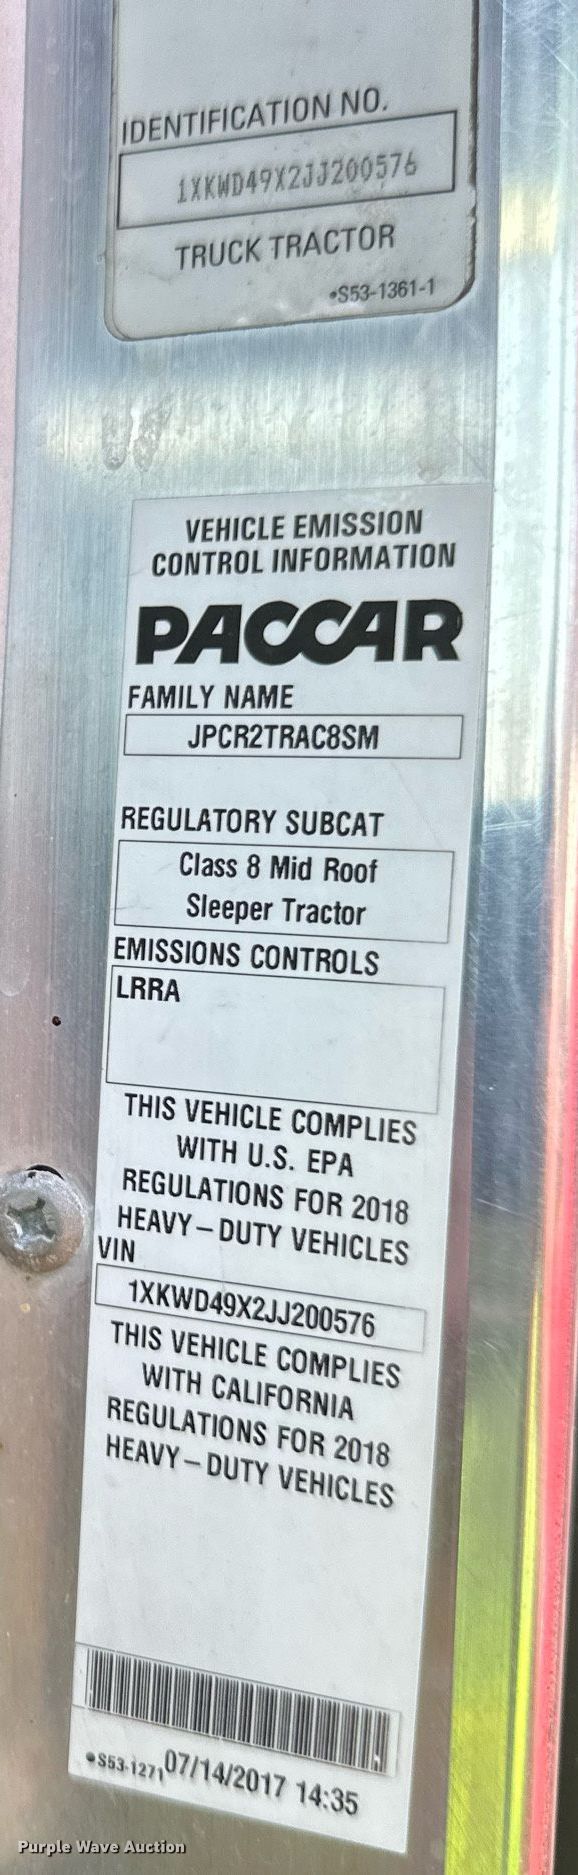 IDENTIFICATION NO.
1XKWD49X2JJ200576
TRUCK TRACTOR
•S53-1361-1
VEHICLE EMISSION
CONTROL INFORMATION
PACCAR
FAMILY NAME
JPCR2TRAC8SM
REGULATORY SUBCAT
Class 8 Mid Roof
Sleeper Tractor
EMISSIONS CONTROLS
LRRA
THIS VEHICLE COMPLIES
WITH U.S. EPA
REGULATIONS FOR 2018
HEAVY-DUTY VEHICLES
VIN
1XKWD49X2JJ200576
THIS VEHICLE COMPLIES
WITH CALIFORNIA
REGULATIONS FOR 2018
HEAVY-DUTY VEHICLES
•S53-1271 07/14/2017 14:35
Purple Wave Auction